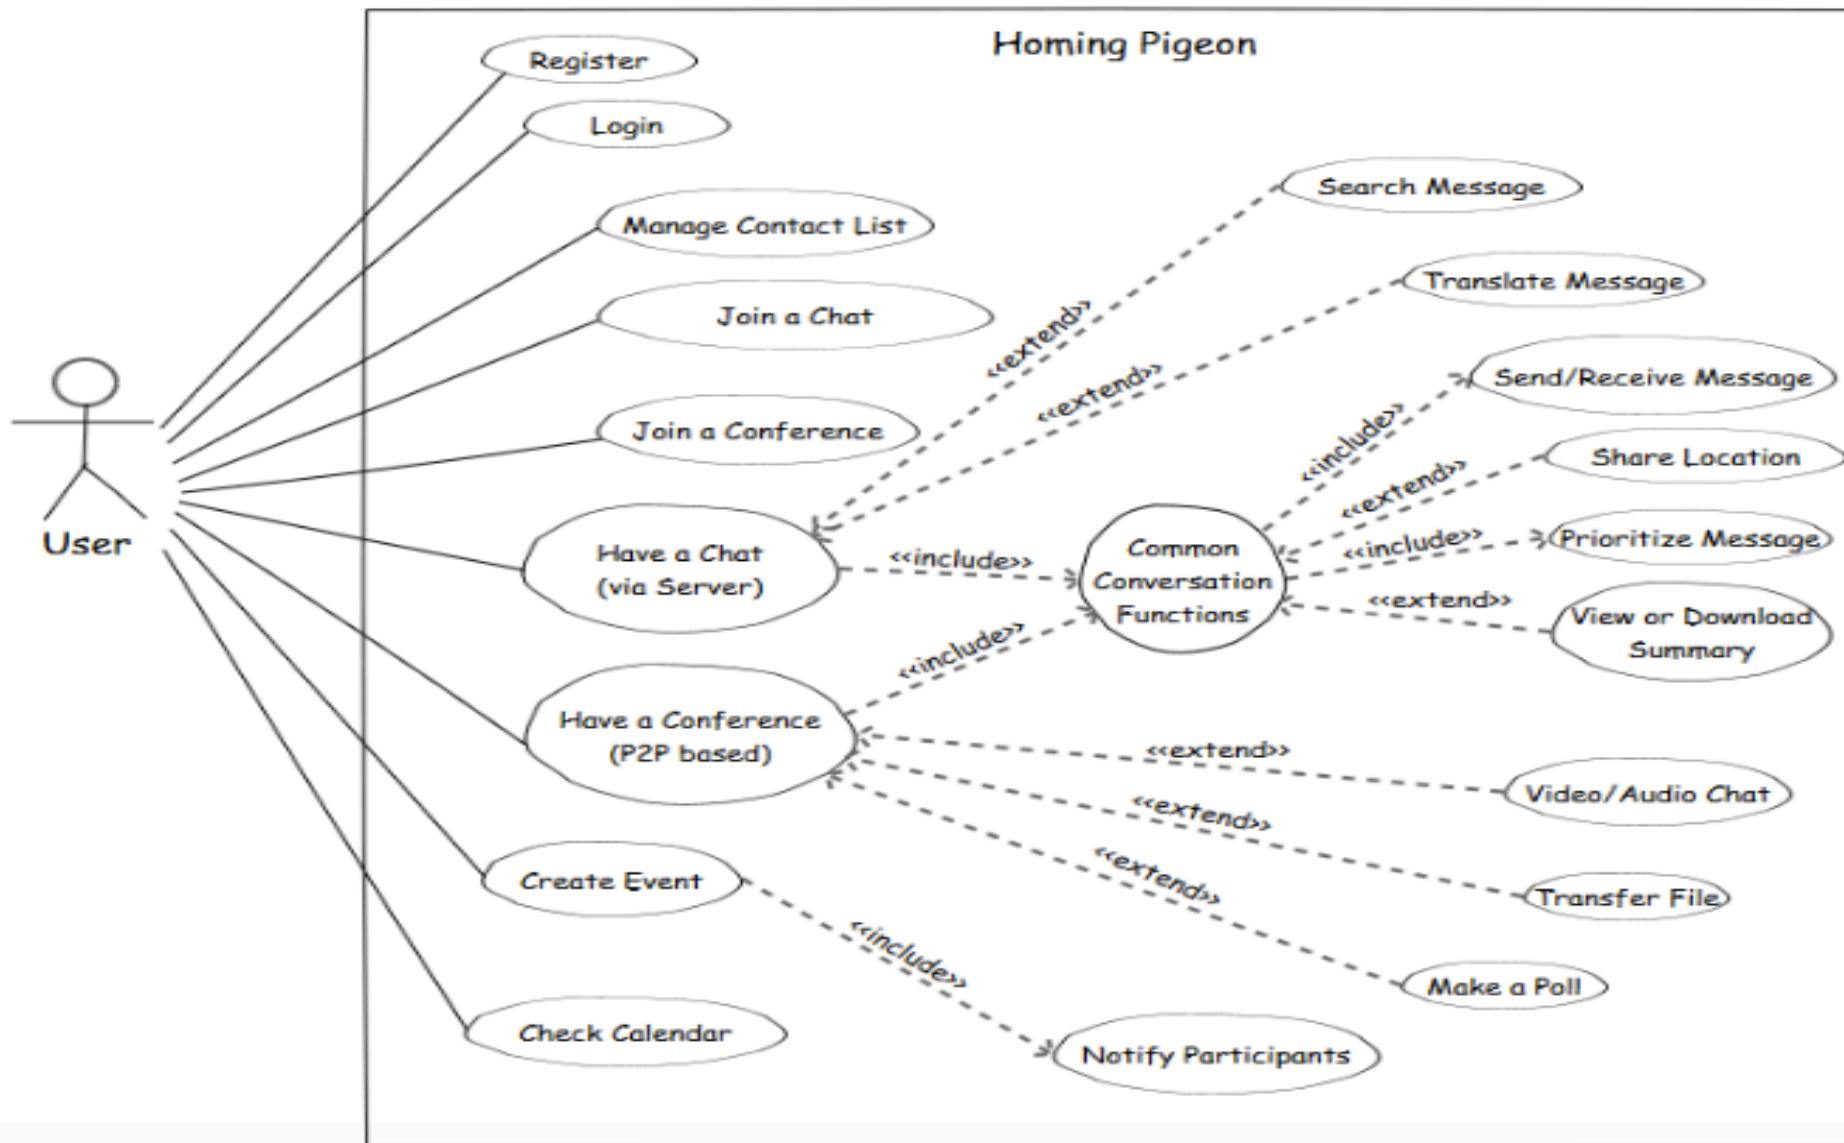 Homing Pigeon
Register
Login
Search Message
Manage Contact List
Translate Message
Join a Chat
<<extend>>
Send/Receive Message
<<extend>>
Join a Conference
<<include>>
Share Location
<<extend>>
User
Have a Chat
(via Server)
<<include>>
Common
Conversation
Functions
<<include>>
Prioritize Message
<<extend>>
View or Download
Summary
<<include>>
Have a Conference
(P2P based)
<<extend>>
Video/Audio Chat
<<extend>>
<<extend>>
Create Event
Transfer File
<<include>>
Make a Poll
Check Calendar
Notify Participants